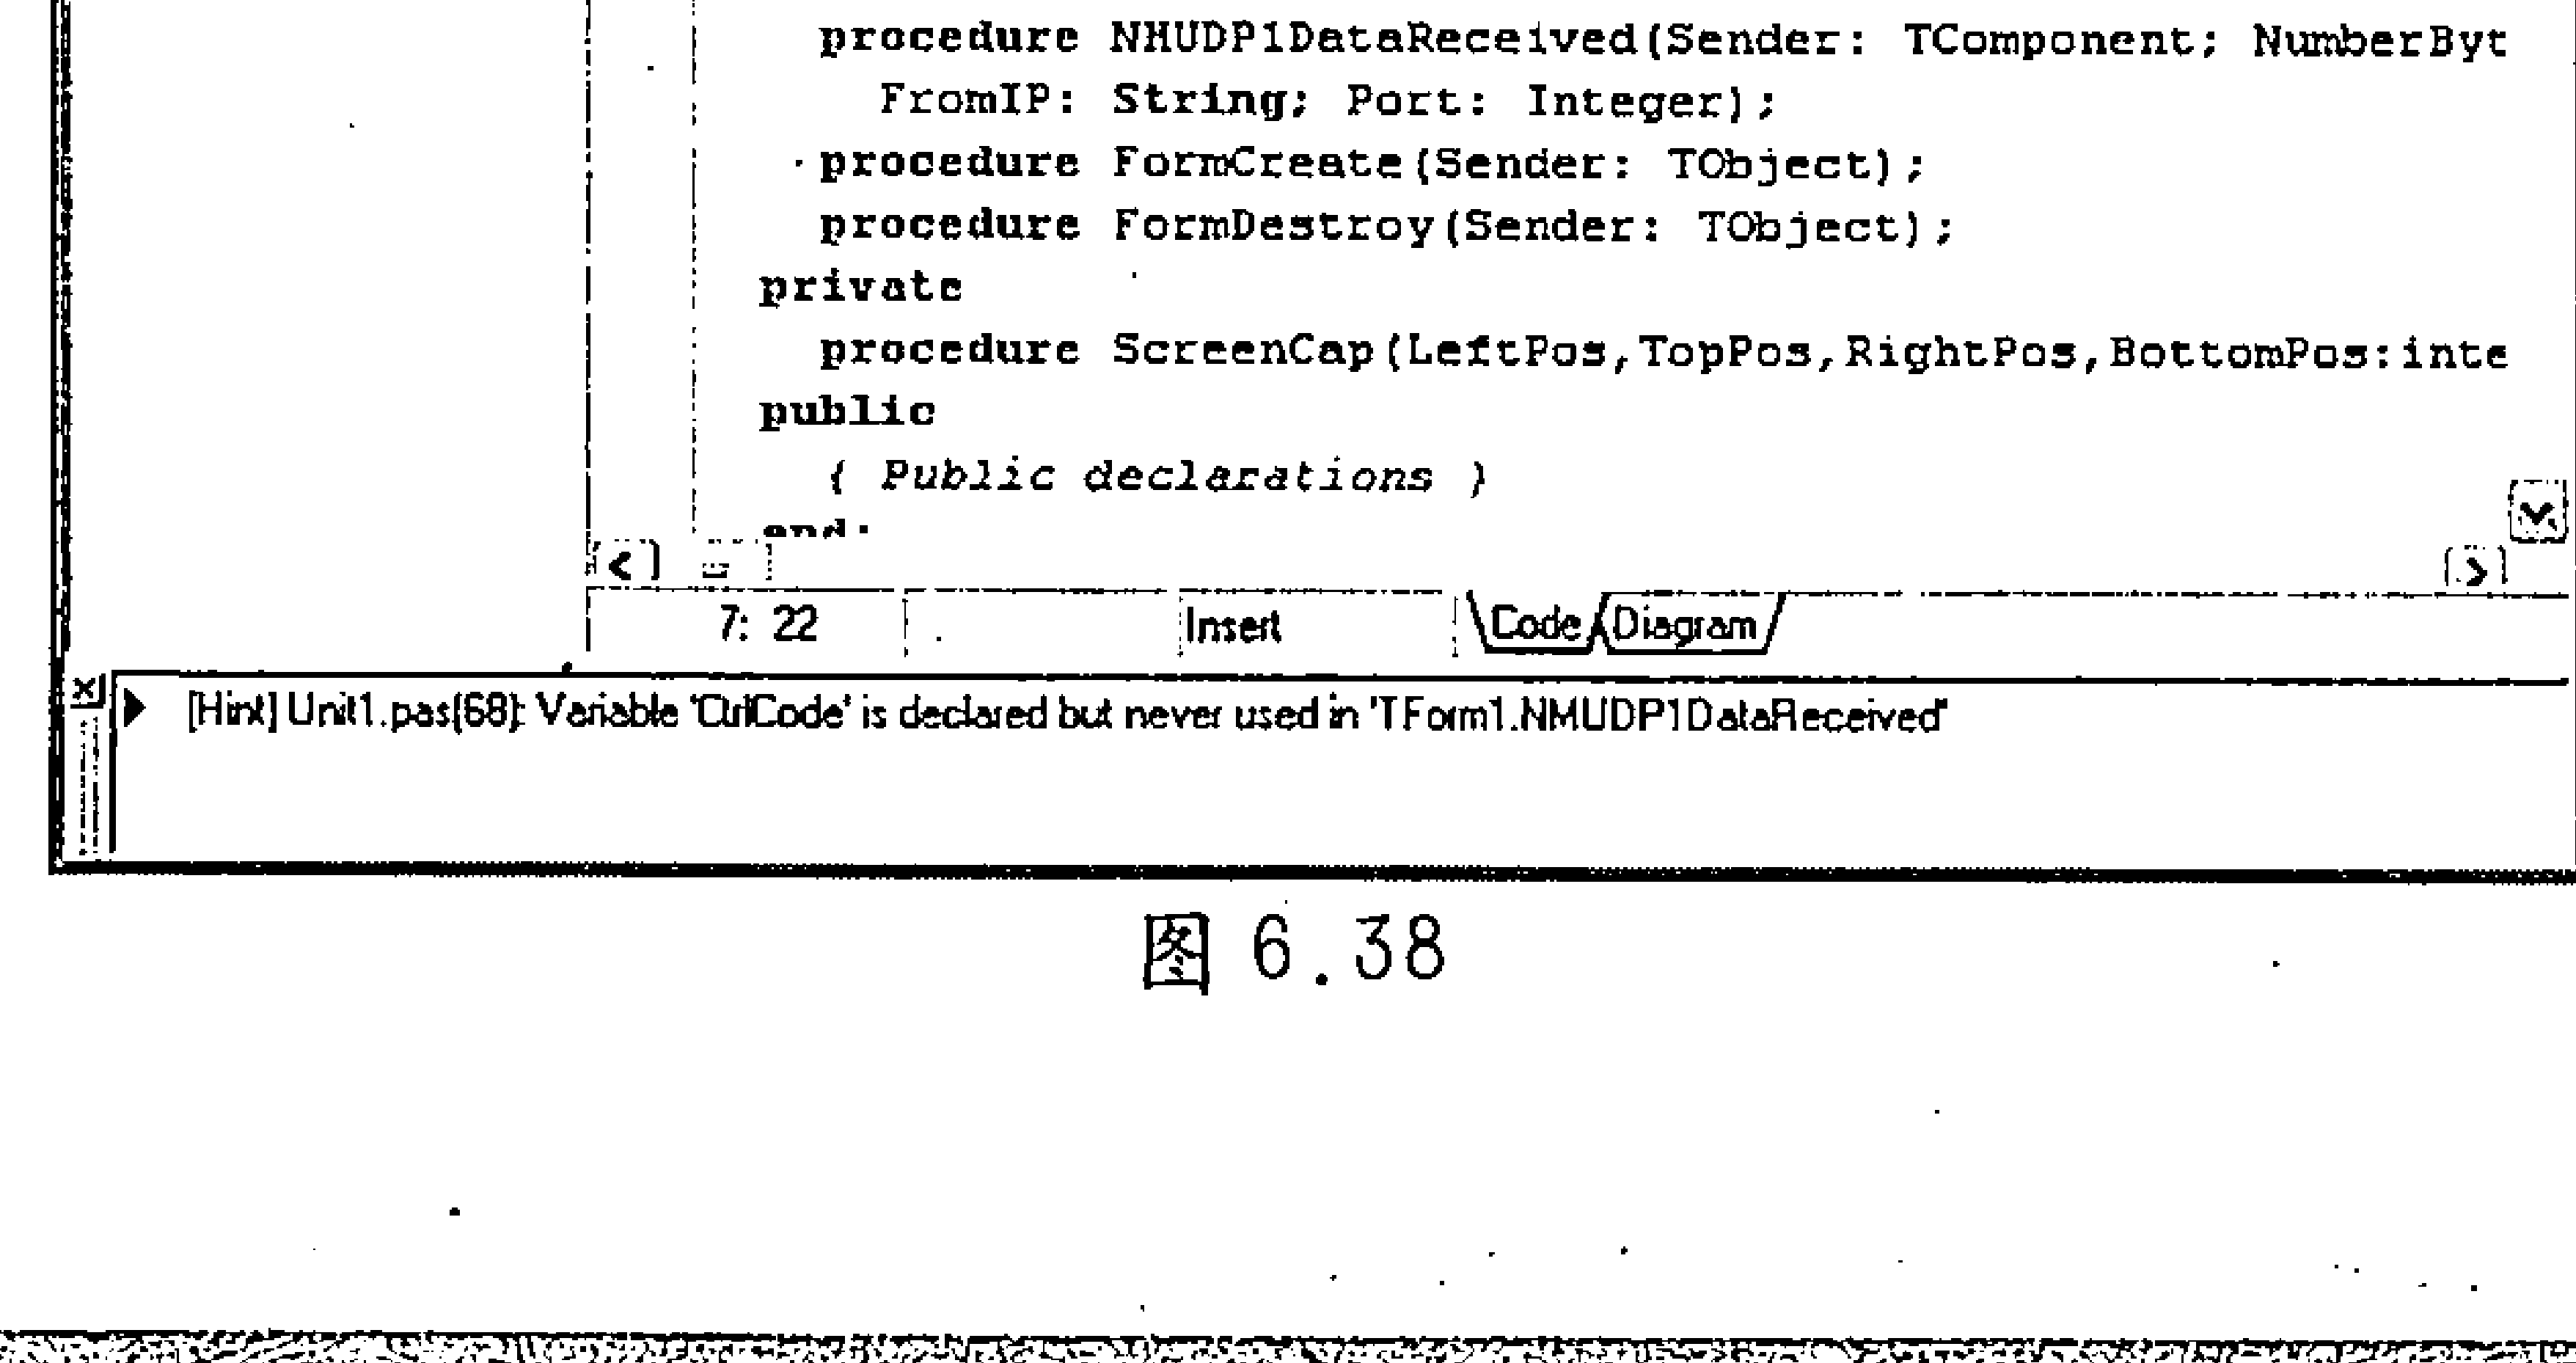 procedure NMUDP1DataReceived(Sender: TComponent; NumberByt
FromIP: String; Port: Integer);
procedure FormCreate(Sender: TObject);
procedure FormDestroy(Sender: TObject);
private
procedure ScreenCap(LeftPos,TopPos,RightPos,BottomPos:inte
public
{ Public declarations }
end;
7: 22 Insert Code Diagram
[Hint] Unit1.pas(68): Variable 'CtrlCode' is declared but never used in 'TForm1.NMUDP1DataReceived'
图 6.38